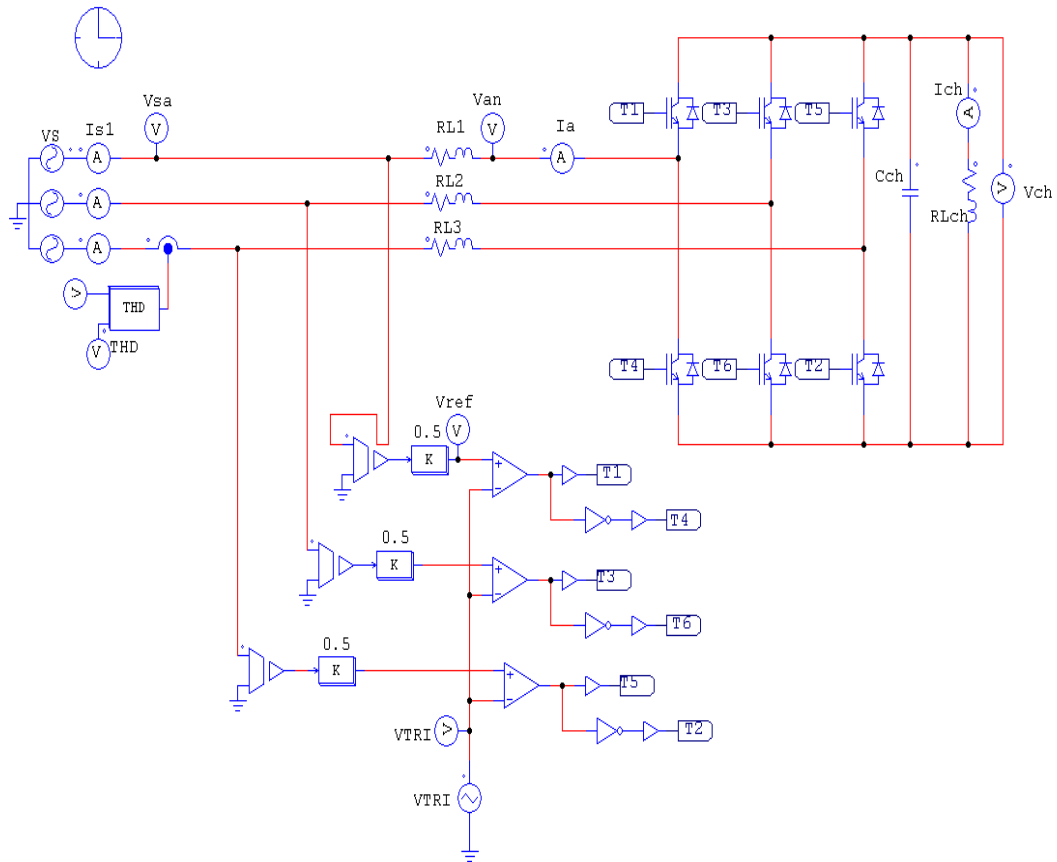 Vsa
Van
VS
Is1
RL1
Ia
T1
T3
T5
Ich
V
V
A
A
A
RL2
Cch
V
Vch
A
RL3
RLch
A
V
THD
V
THD
T4
T6
T2
Vref
0.5
V
K
T1
T4
0.5
K
T3
T6
0.5
K
T5
T2
VTRI
V
VTRI